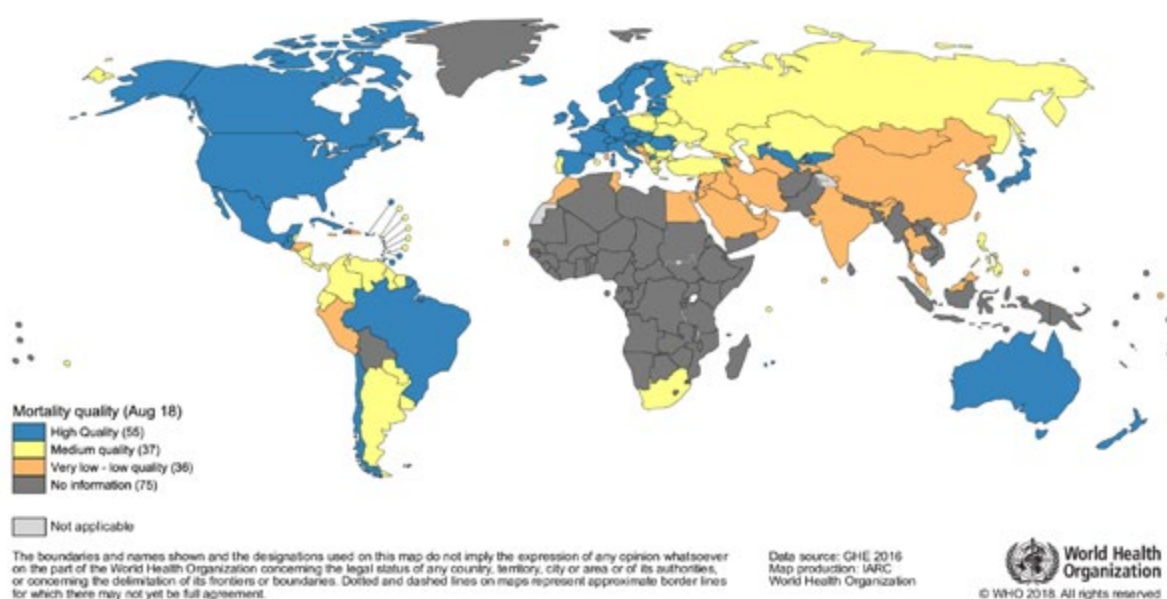 Mortality quality (Aug 18)
High Quality (55)
Medium quality (37)
Very low - low quality (36)
No information (75)
Not applicable
The boundaries and names shown and the designations used on this map do not imply the expression of any opinion whatsoever
on the part of the World Health Organization concerning the legal status of any country, territory, city or area or of its authorities,
or concerning the delimitation of its frontiers or boundaries. Dotted and dashed lines on maps represent approximate border lines
for which there may not yet be full agreement.
Data source: GHE 2016
Map production: IARC
World Health Organization
World Health
Organization
© WHO 2018. All rights reserved